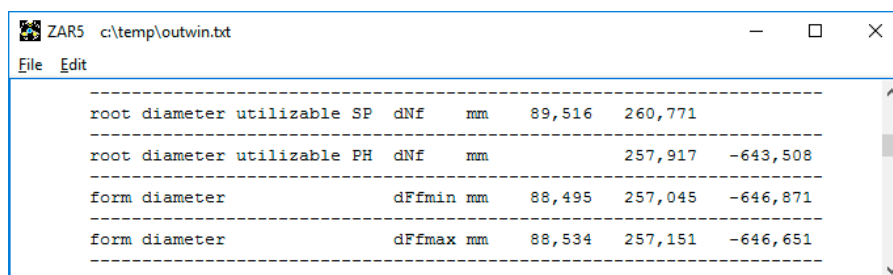 ZAR5 c:\temp\outwin.txt
File Edit
--------------------------------------------------------------------
root diameter utilizable SP dNf mm 89,516 260,771
--------------------------------------------------------------------
root diameter utilizable PH dNf mm 257,917 -643,508
--------------------------------------------------------------------
form diameter dFfmin mm 88,495 257,045 -646,871
--------------------------------------------------------------------
form diameter dFfmax mm 88,534 257,151 -646,651
--------------------------------------------------------------------